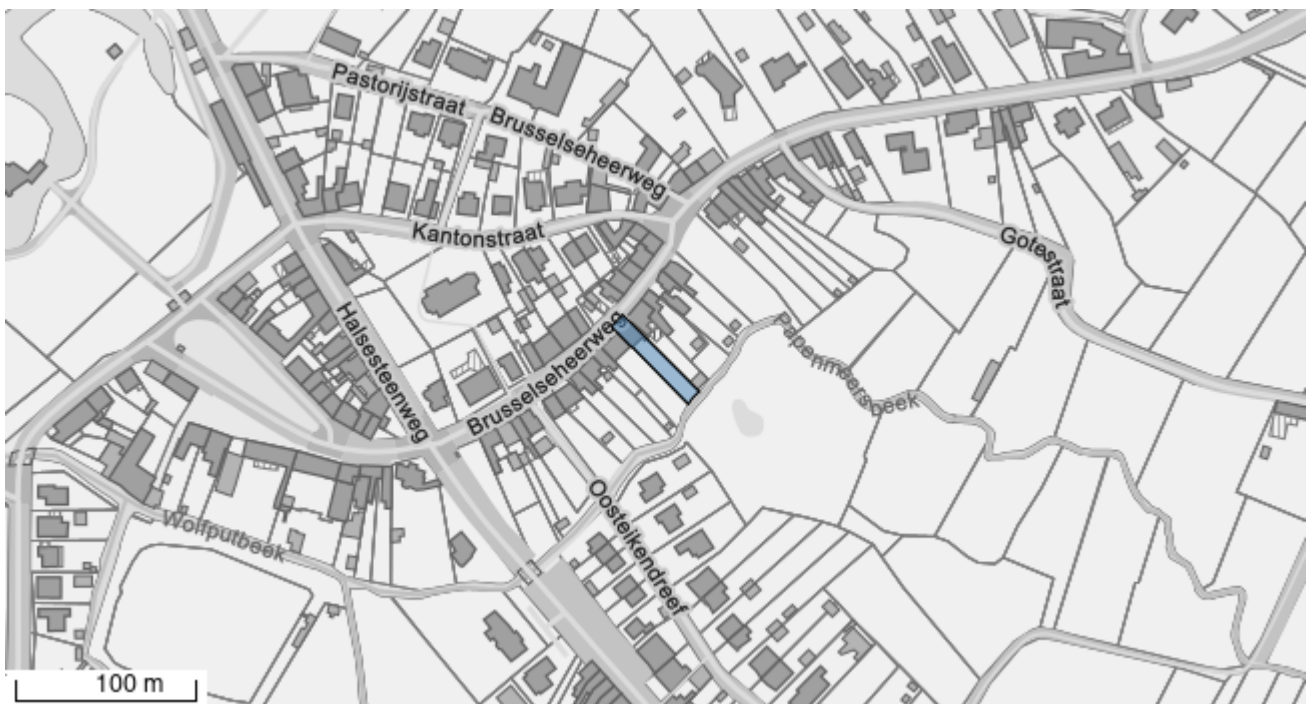 Pastorijstraat
Brusselseheerweg
Kantonstraat
Gotestraat
Halsesteenweg
Brusselseheerweg
Papenmeersbeek
Oosteikendreef
Wolfputbeek
100 m